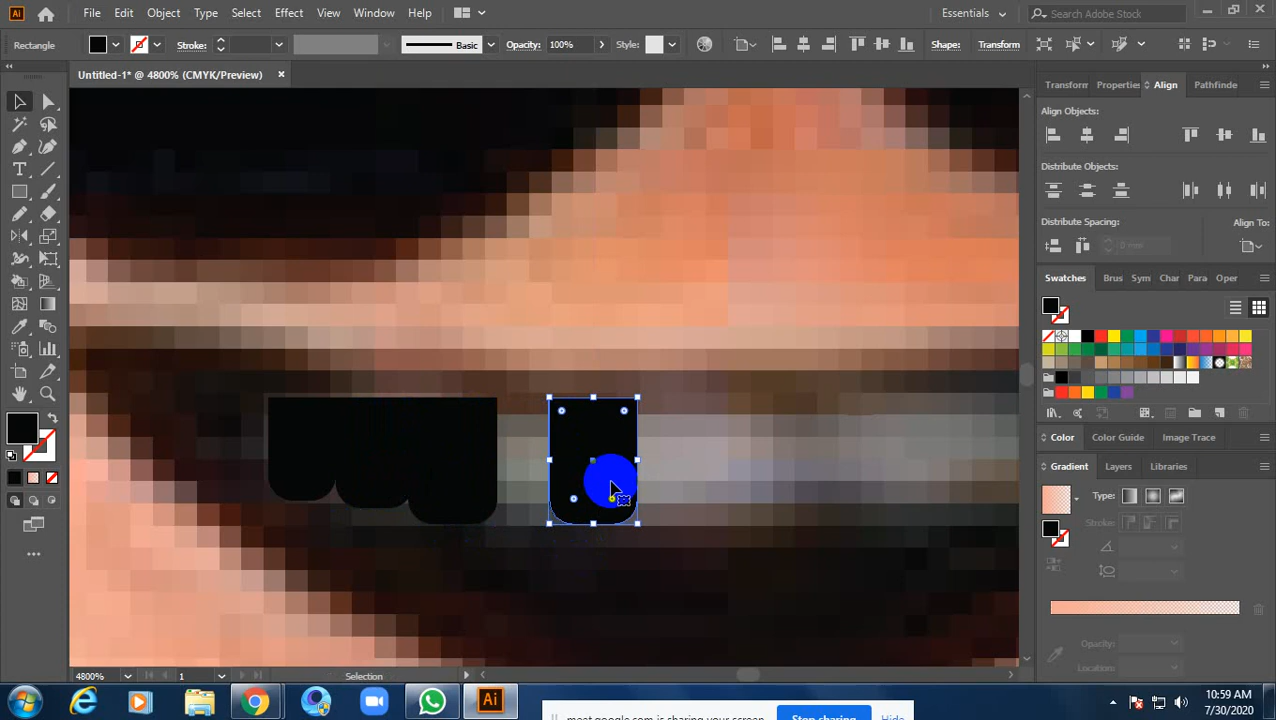 Ai File Edit Object Type Select Effect View Window Help Essentials Search Adobe Stock
Rectangle Stroke: Basic Opacity: 100% Style: Shape: Transform
Untitled-1* @ 4800% (CMYK/Preview)
Transform Properties Align Pathfinde
Align Objects:
Distribute Objects:
Distribute Spacing: Align To:
0 mm
Swatches Brus Sym Char Para Oper
Color Color Guide Image Trace
Gradient Layers Libraries
Type:
Stroke:
Opacity:
Location:
4800% 1 Selection
Ai
10:59 AM
7/30/2020
meet.google.com is sharing your screen. Stop sharing Hide